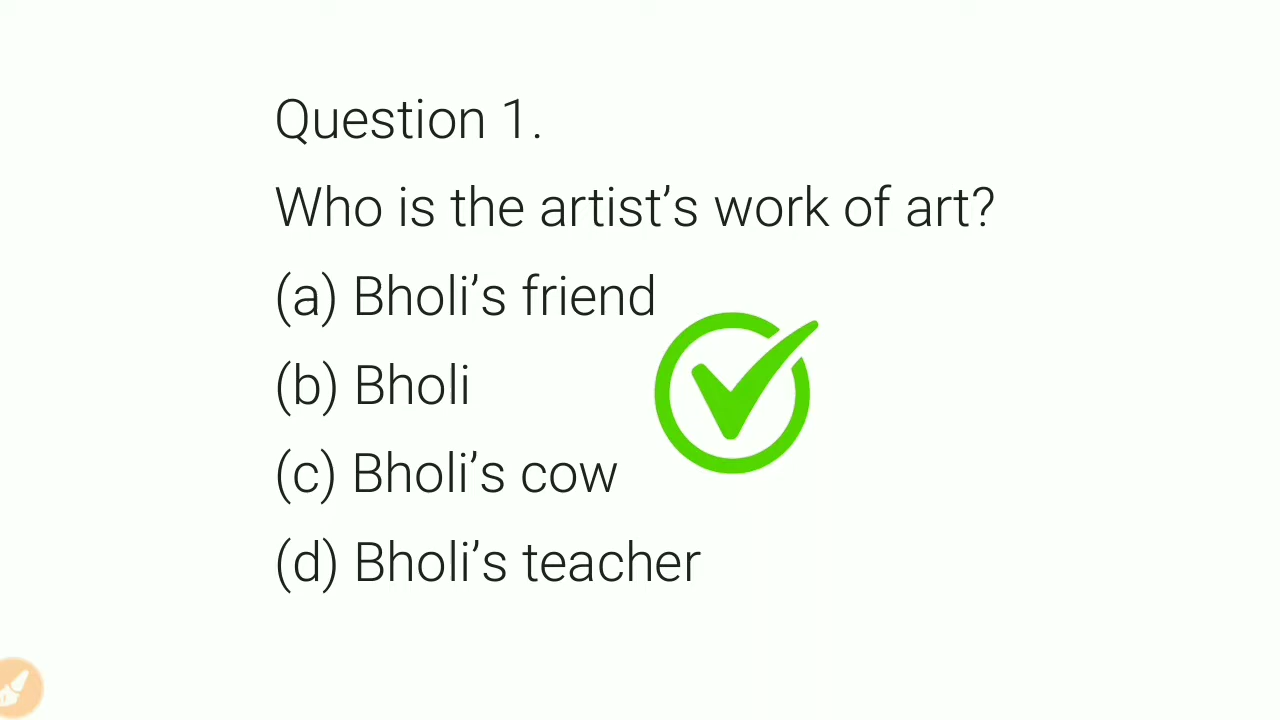 Question 1.
Who is the artist’s work of art?
(a) Bholi’s friend
(b) Bholi
(c) Bholi’s cow
(d) Bholi’s teacher